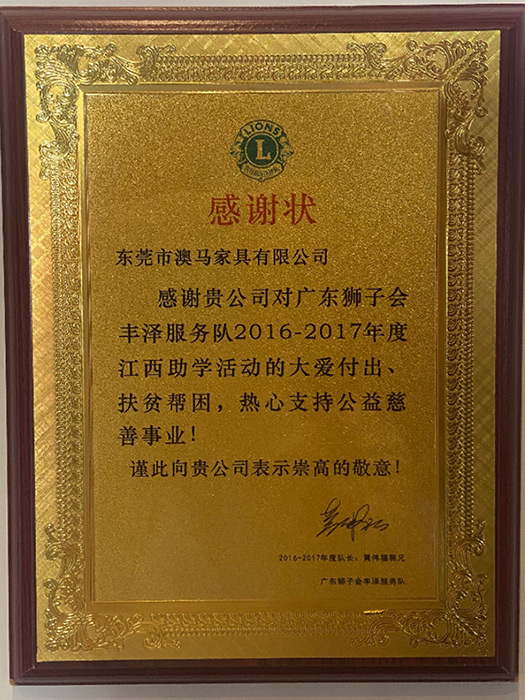 LIONS
L
感谢状
东莞市澳马家具有限公司
感谢贵公司对广东狮子会
丰泽服务队2016-2017年度
江西助学活动的大爱付出、
扶贫帮困，热心支持公益慈
善事业！
谨此向贵公司表示崇高的敬意！
2016-2017年度队长：黄伟强狮兄
广东狮子会丰泽服务队